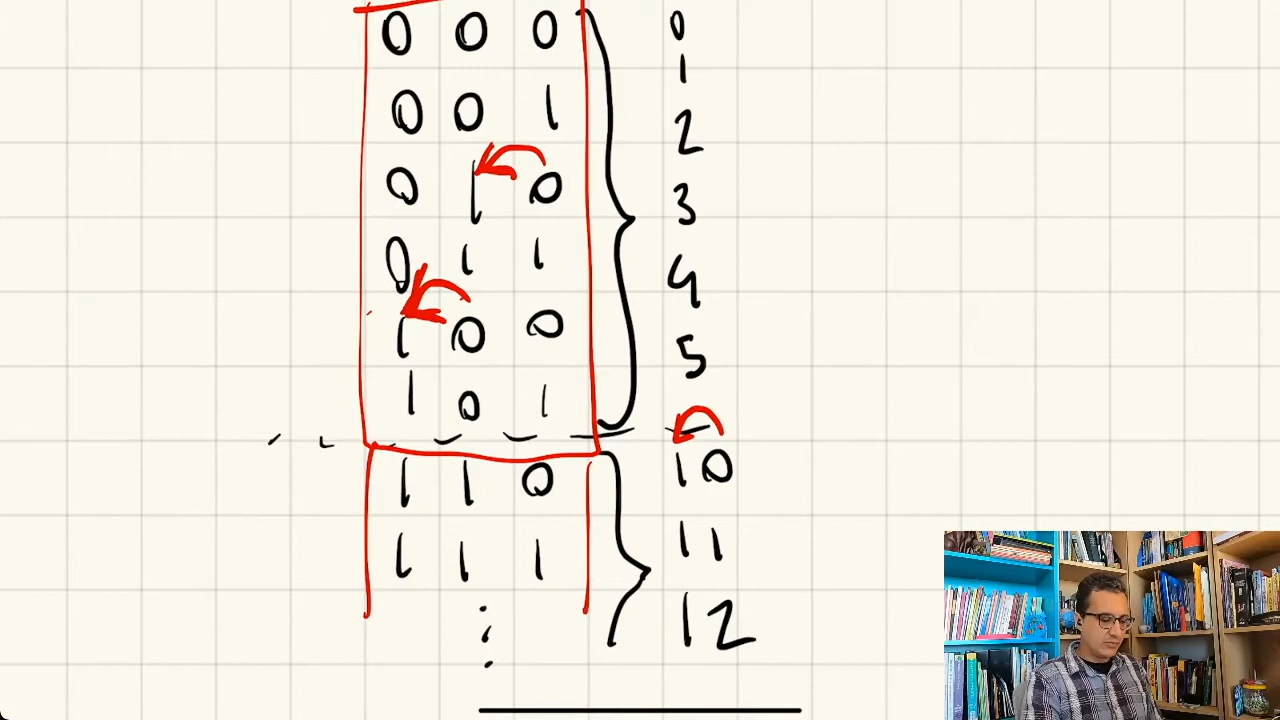 0 0 0 0
1
0 0 1 2
0 1 0 3
0 1 1 4
1 0 0 5
1 0 1
1 1 0 10
1 1 1 11
⋮ 12